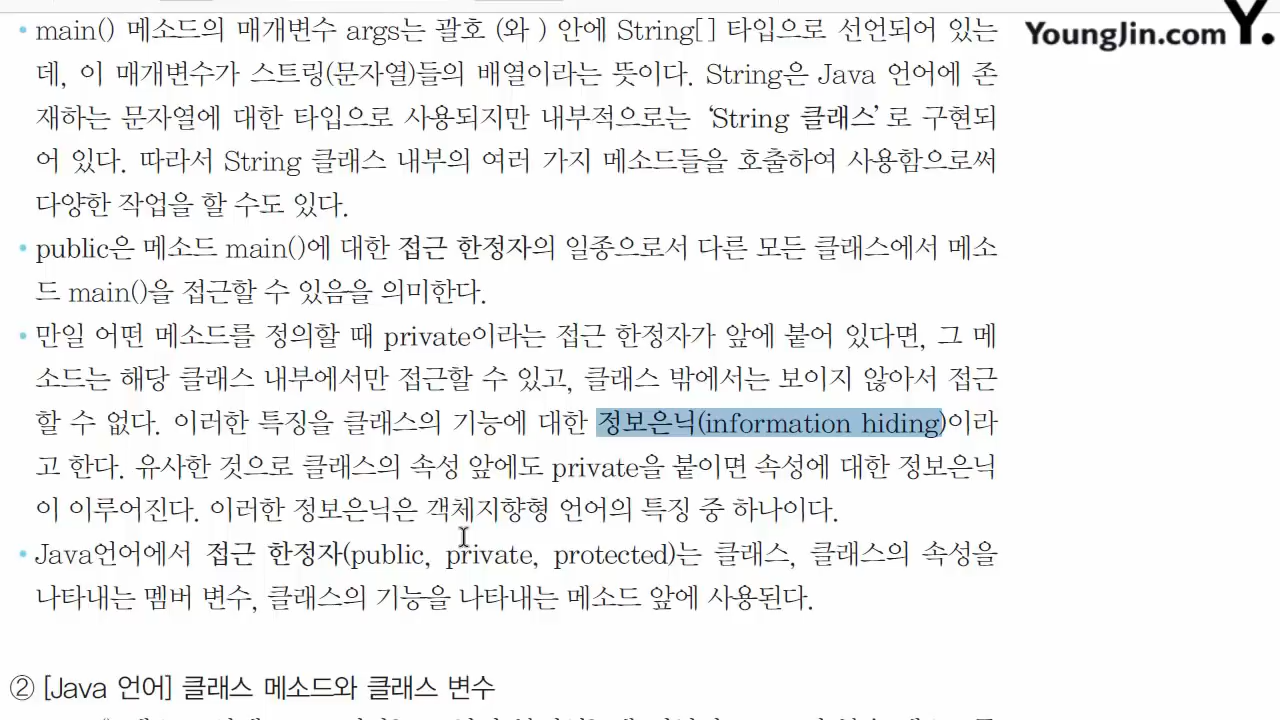 • main() 메소드의 매개변수 args는 괄호 (와 ) 안에 String[ ] 타입으로 선언되어 있는
YoungJin.com Y.
데, 이 매개변수가 스트링(문자열)들의 배열이라는 뜻이다. String은 Java 언어에 존
재하는 문자열에 대한 타입으로 사용되지만 내부적으로는 ‘String 클래스’로 구현되
어 있다. 따라서 String 클래스 내부의 여러 가지 메소드들을 호출하여 사용함으로써
다양한 작업을 할 수도 있다.
• public은 메소드 main()에 대한 접근 한정자의 일종으로서 다른 모든 클래스에서 메소
드 main()을 접근할 수 있음을 의미한다.
• 만일 어떤 메소드를 정의할 때 private이라는 접근 한정자가 앞에 붙어 있다면, 그 메
소드는 해당 클래스 내부에서만 접근할 수 있고, 클래스 밖에서는 보이지 않아서 접근
할 수 없다. 이러한 특징을 클래스의 기능에 대한 정보은닉(information hiding)이라
고 한다. 유사한 것으로 클래스의 속성 앞에도 private을 붙이면 속성에 대한 정보은닉
이 이루어진다. 이러한 정보은닉은 객체지향형 언어의 특징 중 하나이다.
• Java언어에서 접근 한정자(public, private, protected)는 클래스, 클래스의 속성을
나타내는 멤버 변수, 클래스의 기능을 나타내는 메소드 앞에 사용된다.
② [Java 언어] 클래스 메소드와 클래스 변수